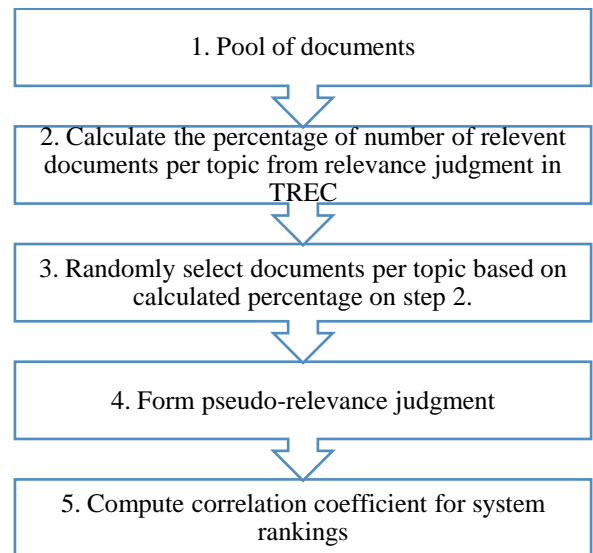 1. Pool of documents
2. Calculate the percentage of number of relevent
documents per topic from relevance judgment in
TREC
3. Randomly select documents per topic based on
calculated percentage on step 2.
4. Form pseudo-relevance judgment
5. Compute correlation coefficient for system
rankings